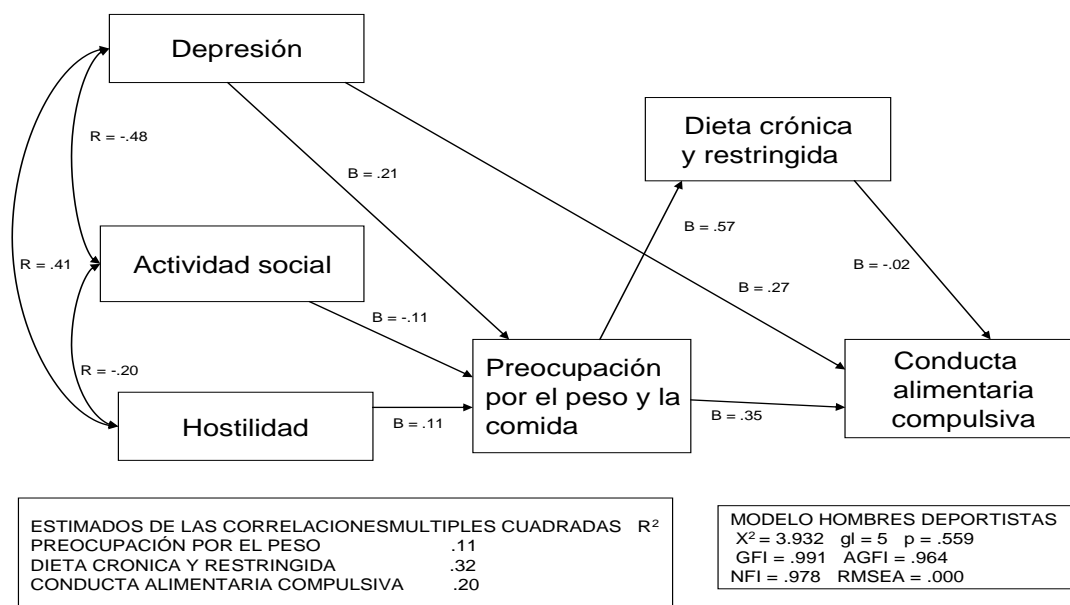 Depresión
Dieta crónica
y restringida
R = -.48
B = .21
B = .57
Actividad social
R = .41
B = -.02
B = .27
B = -.11
R = -.20
Preocupación
por el peso y la
comida
Conducta
alimentaria
compulsiva
Hostilidad
B = .11
B = .35
ESTIMADOS DE LAS CORRELACIONESMULTIPLES CUADRADAS R²
PREOCUPACIÓN POR EL PESO .11
DIETA CRONICA Y RESTRINGIDA .32
CONDUCTA ALIMENTARIA COMPULSIVA .20
MODELO HOMBRES DEPORTISTAS
X² = 3.932 gl = 5 p = .559
GFI = .991 AGFI = .964
NFI = .978 RMSEA = .000